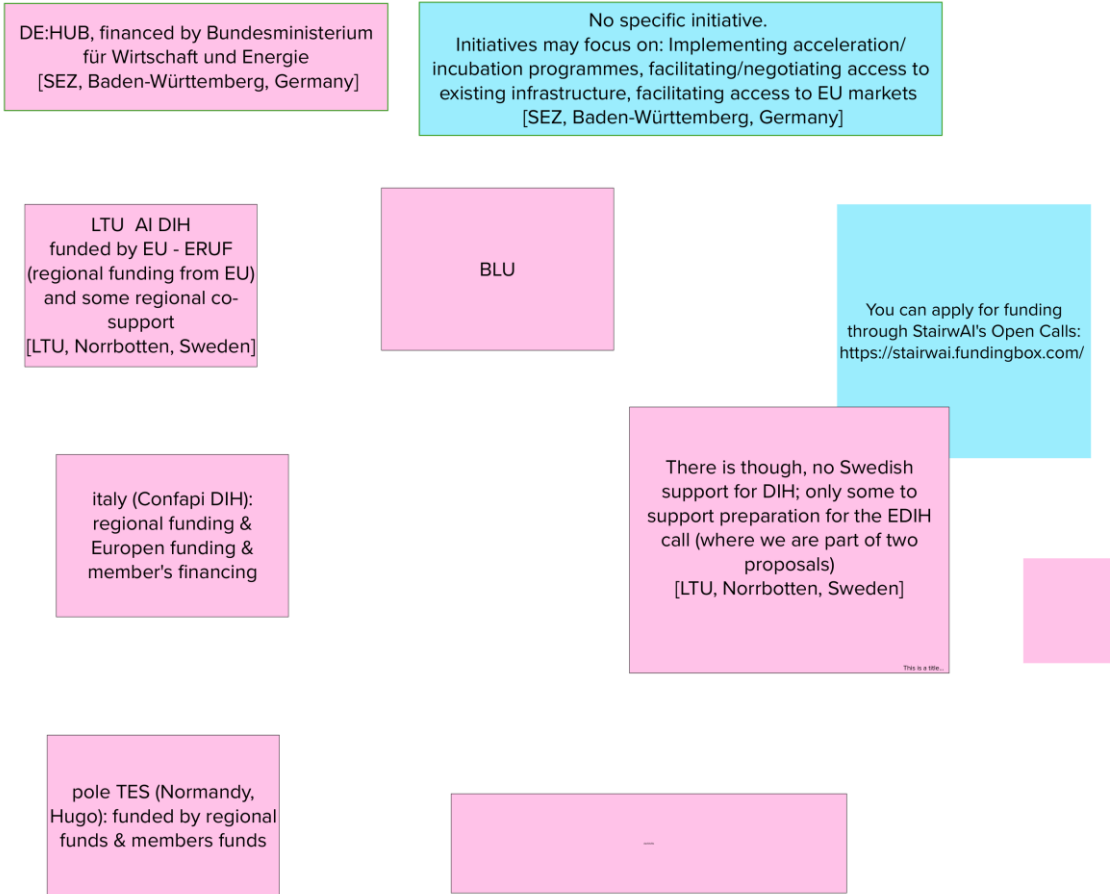 DE:HUB, financed by Bundesministerium
für Wirtschaft und Energie
[SEZ, Baden-Württemberg, Germany]
No specific initiative.
Initiatives may focus on: Implementing acceleration/
incubation programmes, facilitating/negotiating access to
existing infrastructure, facilitating access to EU markets
[SEZ, Baden-Württemberg, Germany]
LTU  AI DIH
funded by EU - ERUF
(regional funding from EU)
and some regional co-
support
[LTU, Norrbotten, Sweden]
BLU
You can apply for funding
through StairwAI's Open Calls:
https://stairwai.fundingbox.com/
There is though, no Swedish
support for DIH; only some to
support preparation for the EDIH
call (where we are part of two
proposals)
[LTU, Norrbotten, Sweden]
This is a title...
italy (Confapi DIH):
regional funding &
Europen funding &
member's financing
pole TES (Normandy,
Hugo): funded by regional
funds & members funds
—